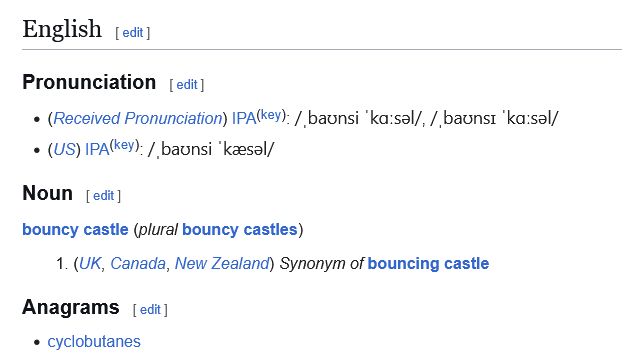 English [ edit ]
Pronunciation [ edit ]
• (Received Pronunciation) IPA(key): /ˌbaʊnsi ˈkɑːsəl/, /ˌbaʊnsɪ ˈkɑːsəl/
• (US) IPA(key): /ˌbaʊnsi ˈkæsəl/
Noun [ edit ]
bouncy castle (plural bouncy castles)
1. (UK, Canada, New Zealand) Synonym of bouncing castle
Anagrams [ edit ]
• cyclobutanes